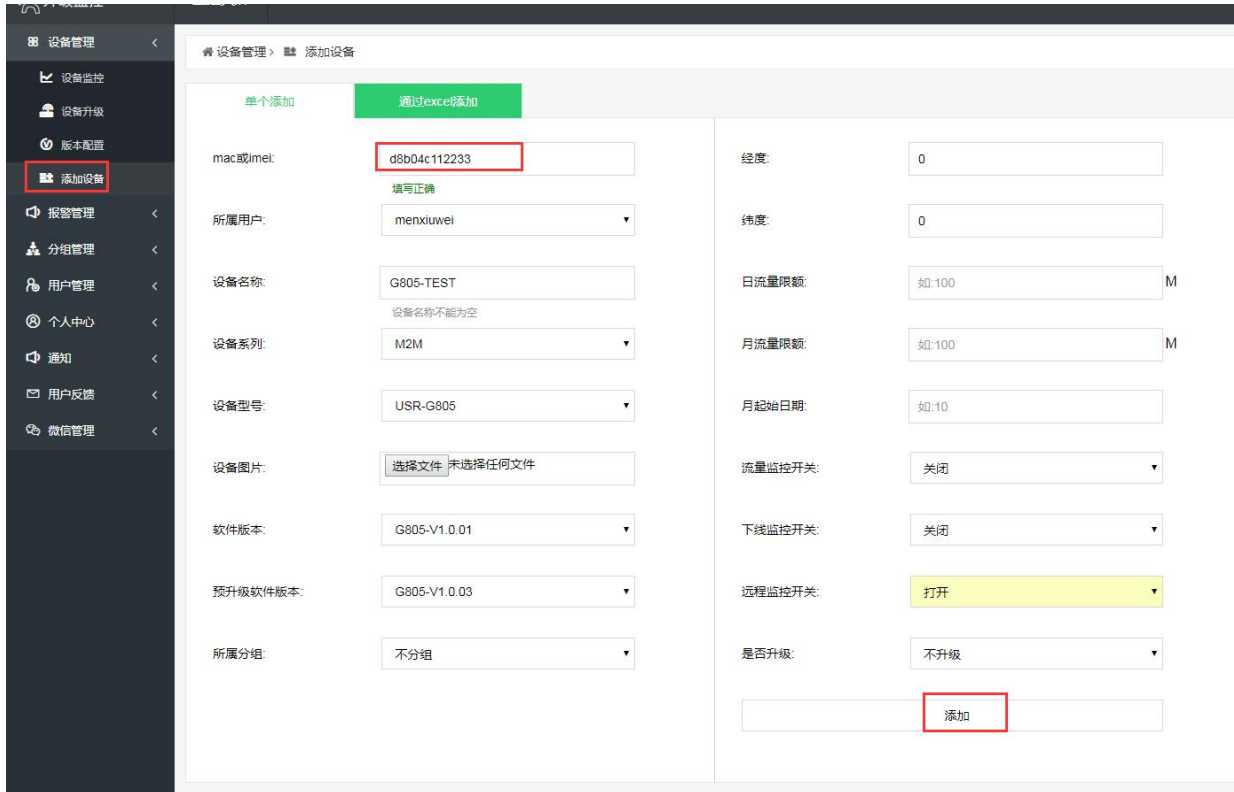 设备管理
设备监控
设备升级
版本配置
添加设备
报警管理
分组管理
用户管理
个人中心
通知
用户反馈
微信管理
设备管理> 添加设备
单个添加
通过excel添加
mac或imei: d8b04c112233
填写正确
所属用户: menxiuwei
设备名称: G805-TEST
设备名称不能为空
设备系列: M2M
设备型号: USR-G805
设备图片: 选择文件 未选择任何文件
软件版本: G805-V1.0.01
预升级软件版本: G805-V1.0.03
所属分组: 不分组
经度: 0
纬度: 0
日流量限额: 如:100 M
月流量限额: 如:100 M
月起始日期: 如:10
流量监控开关: 关闭
下线监控开关: 关闭
远程监控开关: 打开
是否升级: 不升级
添加